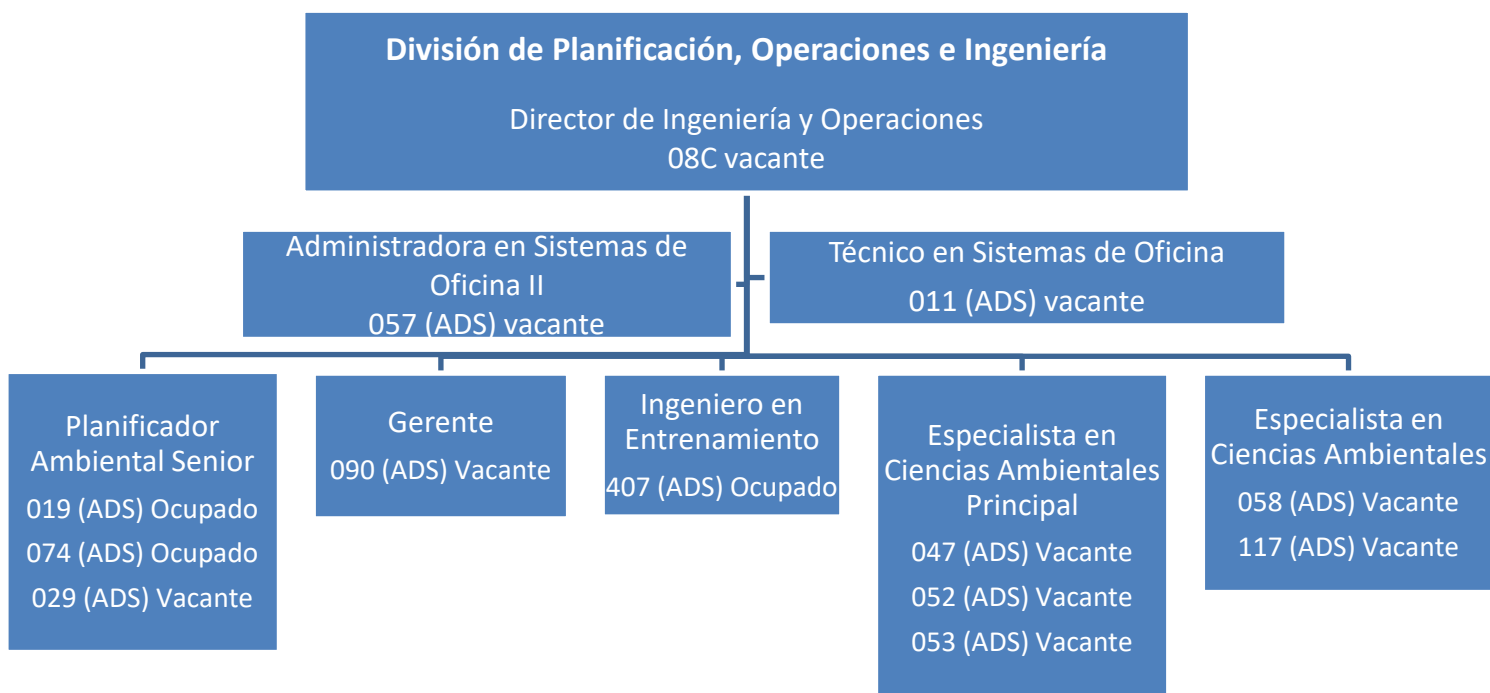 División de Planificación, Operaciones e Ingeniería
Director de Ingeniería y Operaciones
08C vacante
Administradora en Sistemas de
Oficina II
057 (ADS) vacante
Técnico en Sistemas de Oficina
011 (ADS) vacante
Planificador
Ambiental Senior
019 (ADS) Ocupado
074 (ADS) Ocupado
029 (ADS) Vacante
Gerente
090 (ADS) Vacante
Ingeniero en
Entrenamiento
407 (ADS) Ocupado
Especialista en
Ciencias Ambientales
Principal
047 (ADS) Vacante
052 (ADS) Vacante
053 (ADS) Vacante
Especialista en
Ciencias Ambientales
058 (ADS) Vacante
117 (ADS) Vacante